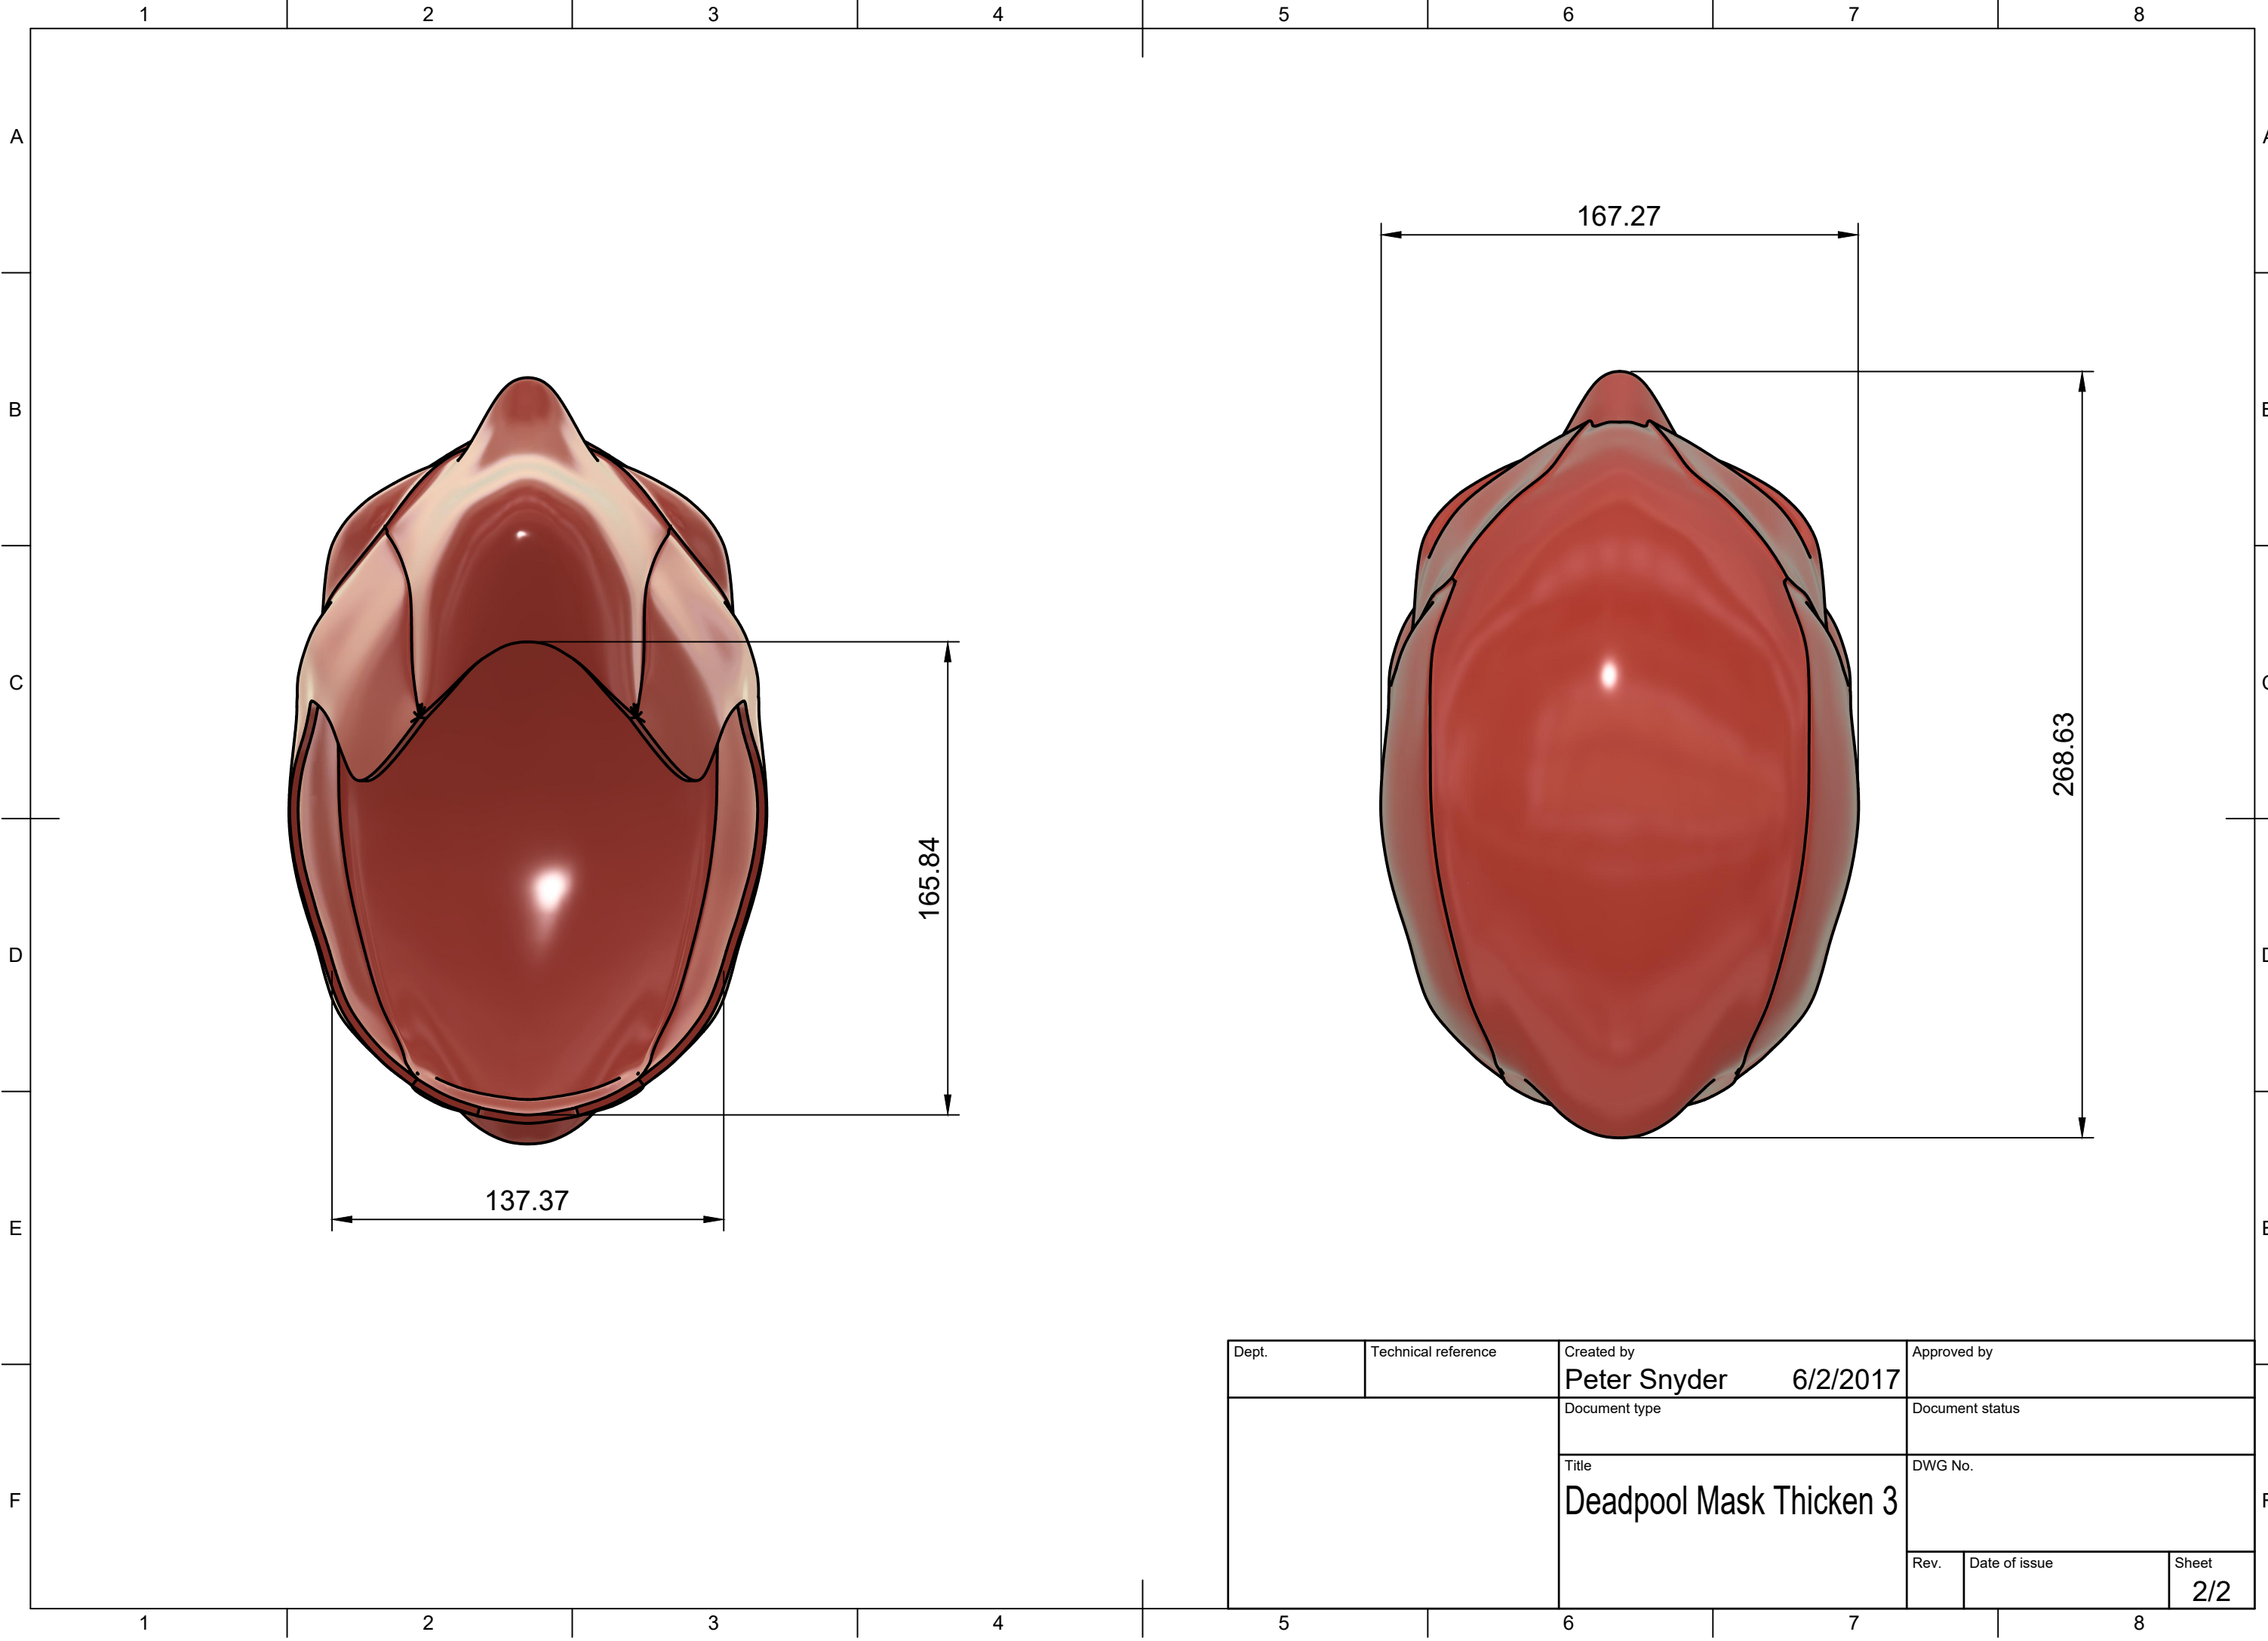 1 2 3 4 5 6 7 8
A
167.27
B
C
268.63
165.84
D
137.37
E
Dept. Technical reference Created by Approved by
Peter Snyder 6/2/2017
Document type Document status
Title DWG No.
F
Deadpool Mask Thicken 3
Rev. Date of issue Sheet
2/2
1 2 3 4 5 6 7 8